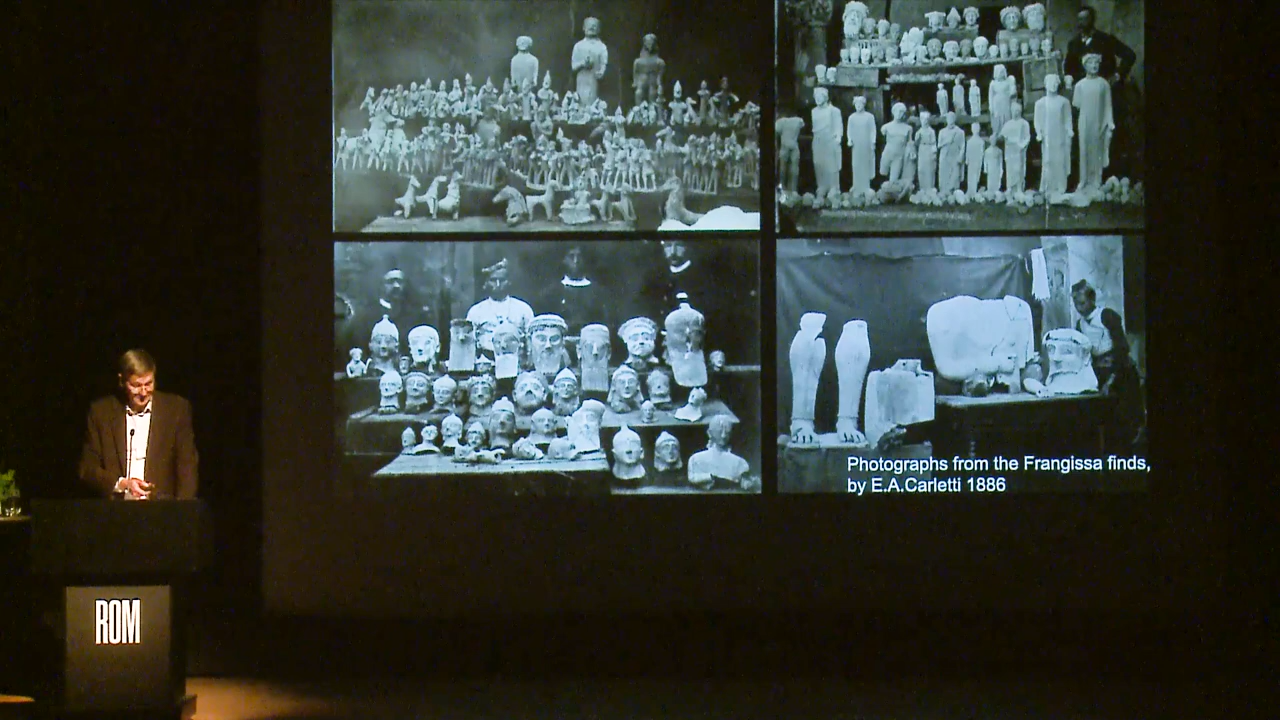 Photographs from the Frangissa finds,
by E.A.Carletti 1886
ROM